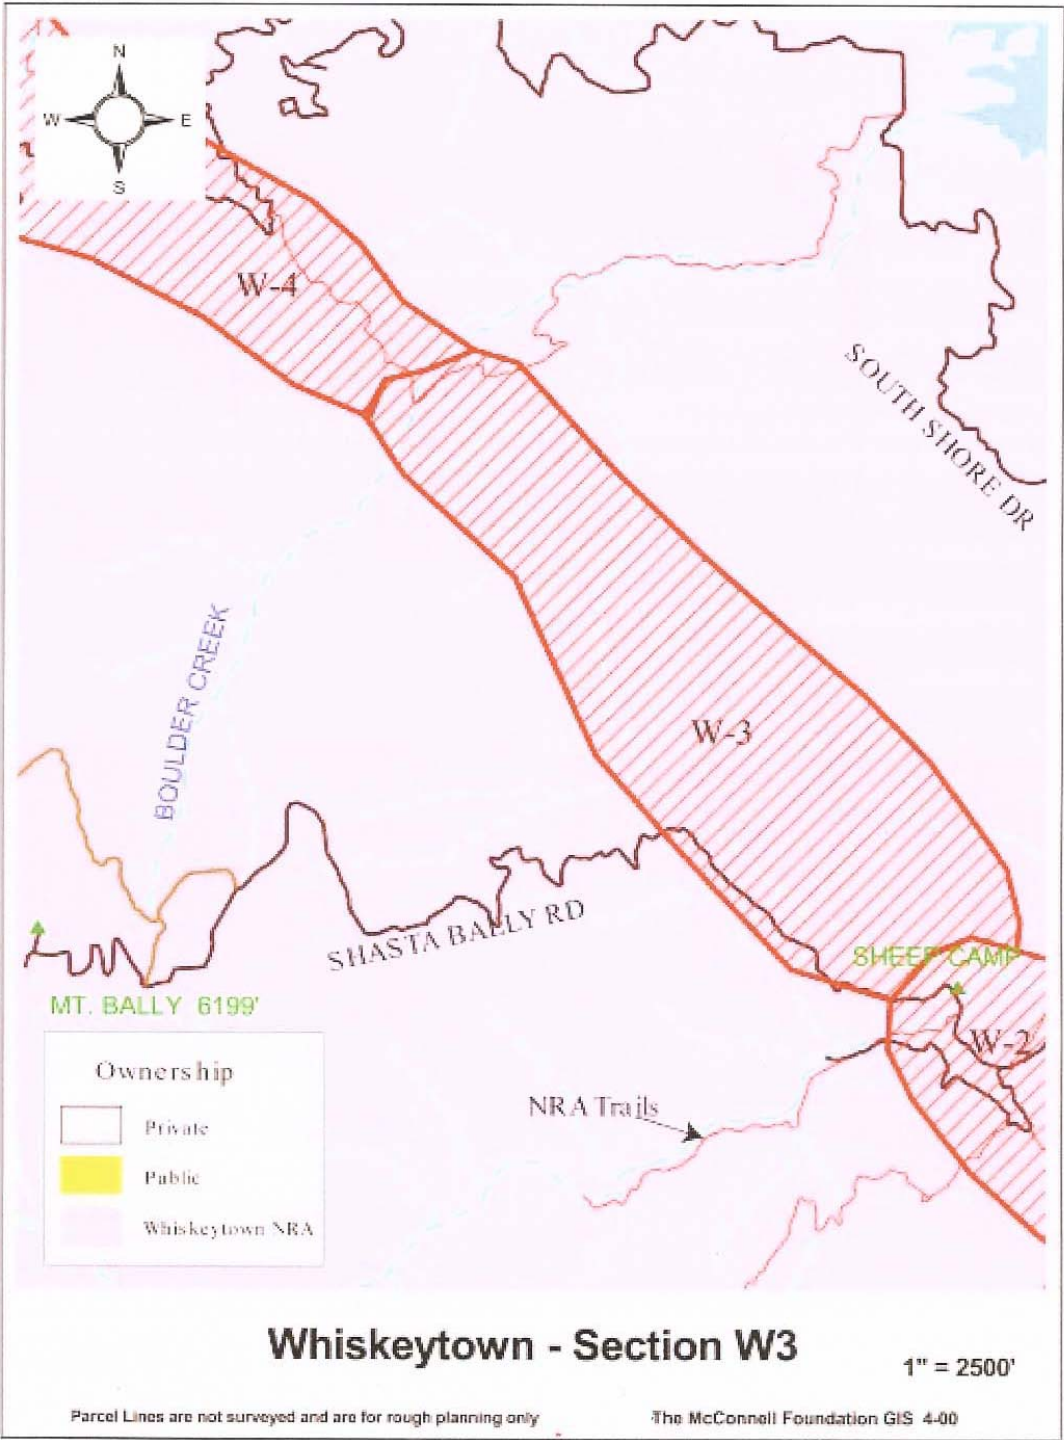 N
W E
S
W-4
SOUTH SHORE DR
BOULDER CREEK
W-3
SHASTA BALLY RD
SHEEP CAMP
MT. BALLY 6199'
W-2
Ownership
Private
Public
Whiskeytown NRA
NRA Trails
Whiskeytown - Section W3
1" = 2500'
Parcel Lines are not surveyed and are for rough planning only
The McConnell Foundation GIS 4-00